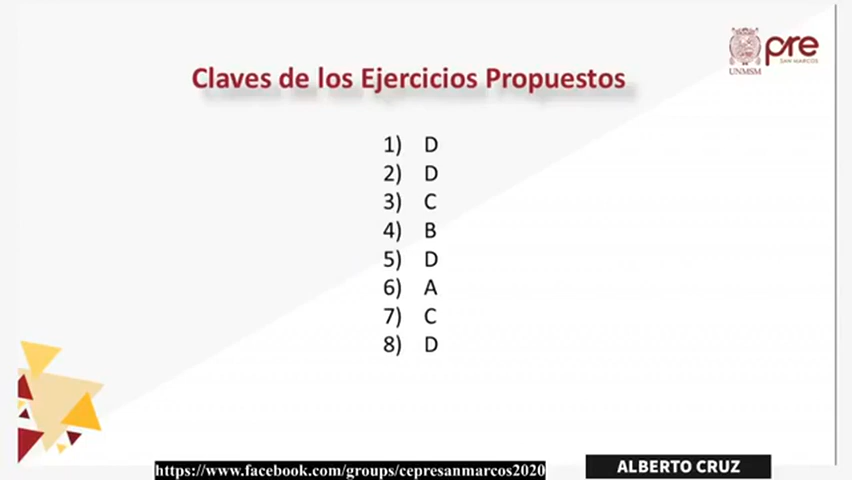 pre
SAN MARCOS
UNMSM
Claves de los Ejercicios Propuestos
1) D
2) D
3) C
4) B
5) D
6) A
7) C
8) D
https://www.facebook.com/groups/cepresanmarcos2020
ALBERTO CRUZ